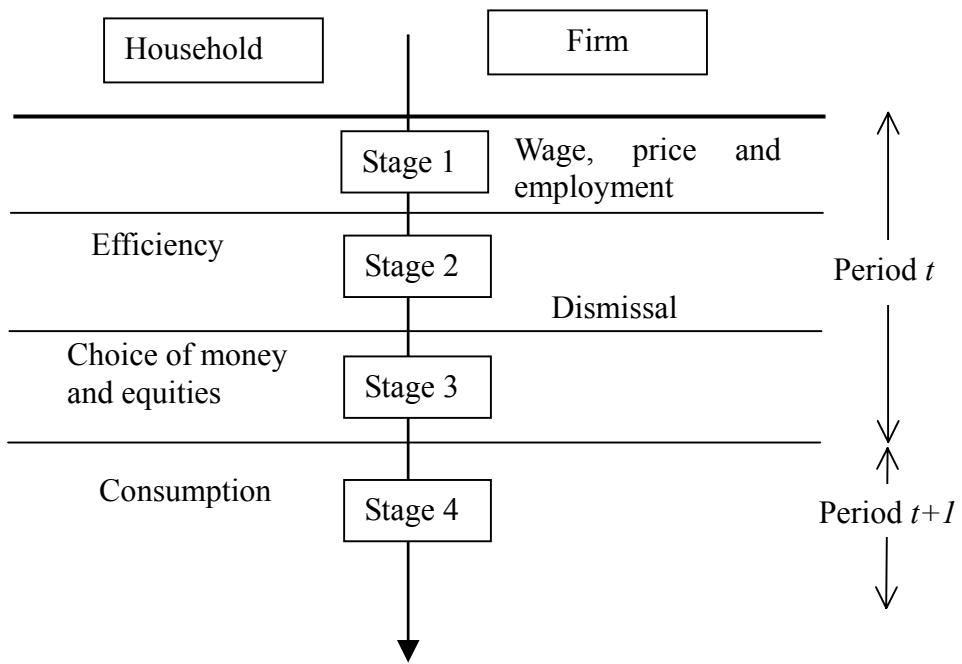 Household
Firm
Stage 1
Wage, price and
employment
Efficiency
Stage 2
Period t
Dismissal
Choice of money
and equities
Stage 3
Consumption
Stage 4
Period t+1